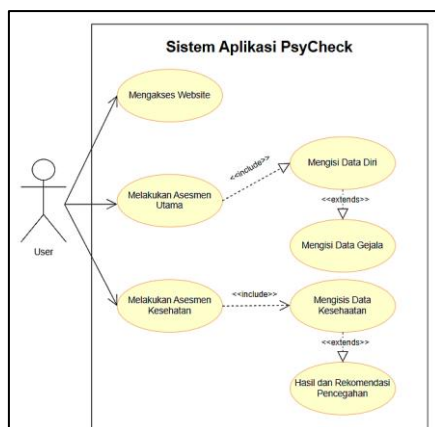 Sistem Aplikasi PsyCheck
Mengakses Website
<<include>>
Mengisi Data Diri
Melakukan Asesmen
Utama
<<extends>>
User
Mengisi Data Gejala
Melakukan Asesmen
Kesehatan
<<include>>
Mengisis Data
Kesehaatan
<<extends>>
Hasil dan Rekomendasi
Pencegahan